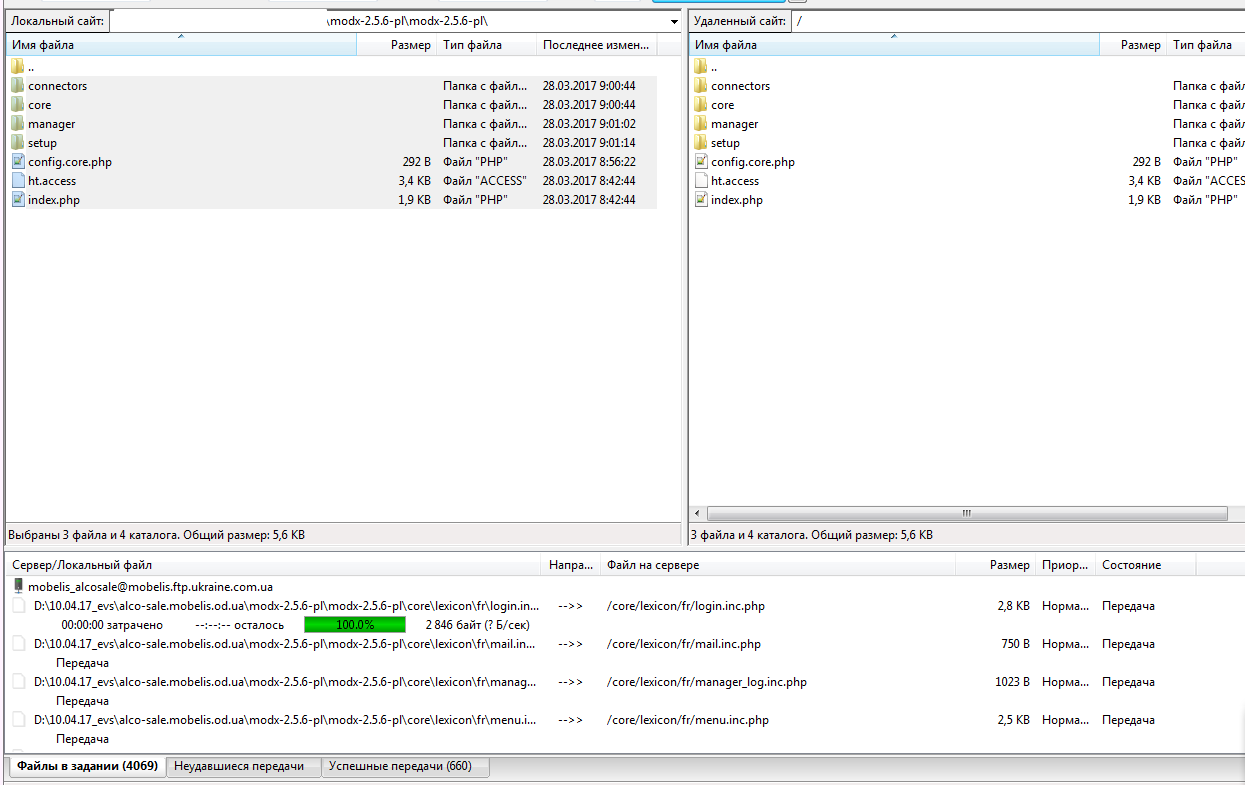 Локальный сайт: \modx-2.5.6-pl\modx-2.5.6-pl\
Имя файла Размер Тип файла Последнее измен...
..
connectors Папка с файл... 28.03.2017 9:00:44
core Папка с файл... 28.03.2017 9:00:44
manager Папка с файл... 28.03.2017 9:01:02
setup Папка с файл... 28.03.2017 9:01:14
config.core.php 292 B Файл "PHP" 28.03.2017 8:56:22
ht.access 3,4 KB Файл "ACCESS" 28.03.2017 8:42:44
index.php 1,9 KB Файл "PHP" 28.03.2017 8:42:44
Выбраны 3 файла и 4 каталога. Общий размер: 5,6 KB
Удаленный сайт: /
Имя файла Размер Тип файла
..
connectors Папка с фа
core Папка с фа
manager Папка с фа
setup Папка с фа
config.core.php 292 B Файл "PHP"
ht.access 3,4 KB Файл "ACCES
index.php 1,9 KB Файл "PHP"
3 файла и 4 каталога. Общий размер: 5,6 KB
Сервер/Локальный файл Напра... Файл на сервере Размер Приор... Состояние
mobelis_alcosale@mobelis.ftp.ukraine.com.ua
D:\10.04.17_evs\alco-sale.mobelis.od.ua\modx-2.5.6-pl\modx-2.5.6-pl\core\lexicon\fr\login.in... -->> /core/lexicon/fr/login.inc.php 2,8 KB Норма... Передача
00:00:00 затрачено --:--:-- осталось 100.0% 2 846 байт (? Б/сек)
D:\10.04.17_evs\alco-sale.mobelis.od.ua\modx-2.5.6-pl\modx-2.5.6-pl\core\lexicon\fr\mail.in... -->> /core/lexicon/fr/mail.inc.php 750 B Норма... Передача
Передача
D:\10.04.17_evs\alco-sale.mobelis.od.ua\modx-2.5.6-pl\modx-2.5.6-pl\core\lexicon\fr\manag... -->> /core/lexicon/fr/manager_log.inc.php 1023 B Норма... Передача
Передача
D:\10.04.17_evs\alco-sale.mobelis.od.ua\modx-2.5.6-pl\modx-2.5.6-pl\core\lexicon\fr\menu.i... -->> /core/lexicon/fr/menu.inc.php 2,5 KB Норма... Передача
Передача
Файлы в задании (4069) Неудавшиеся передачи Успешные передачи (660)